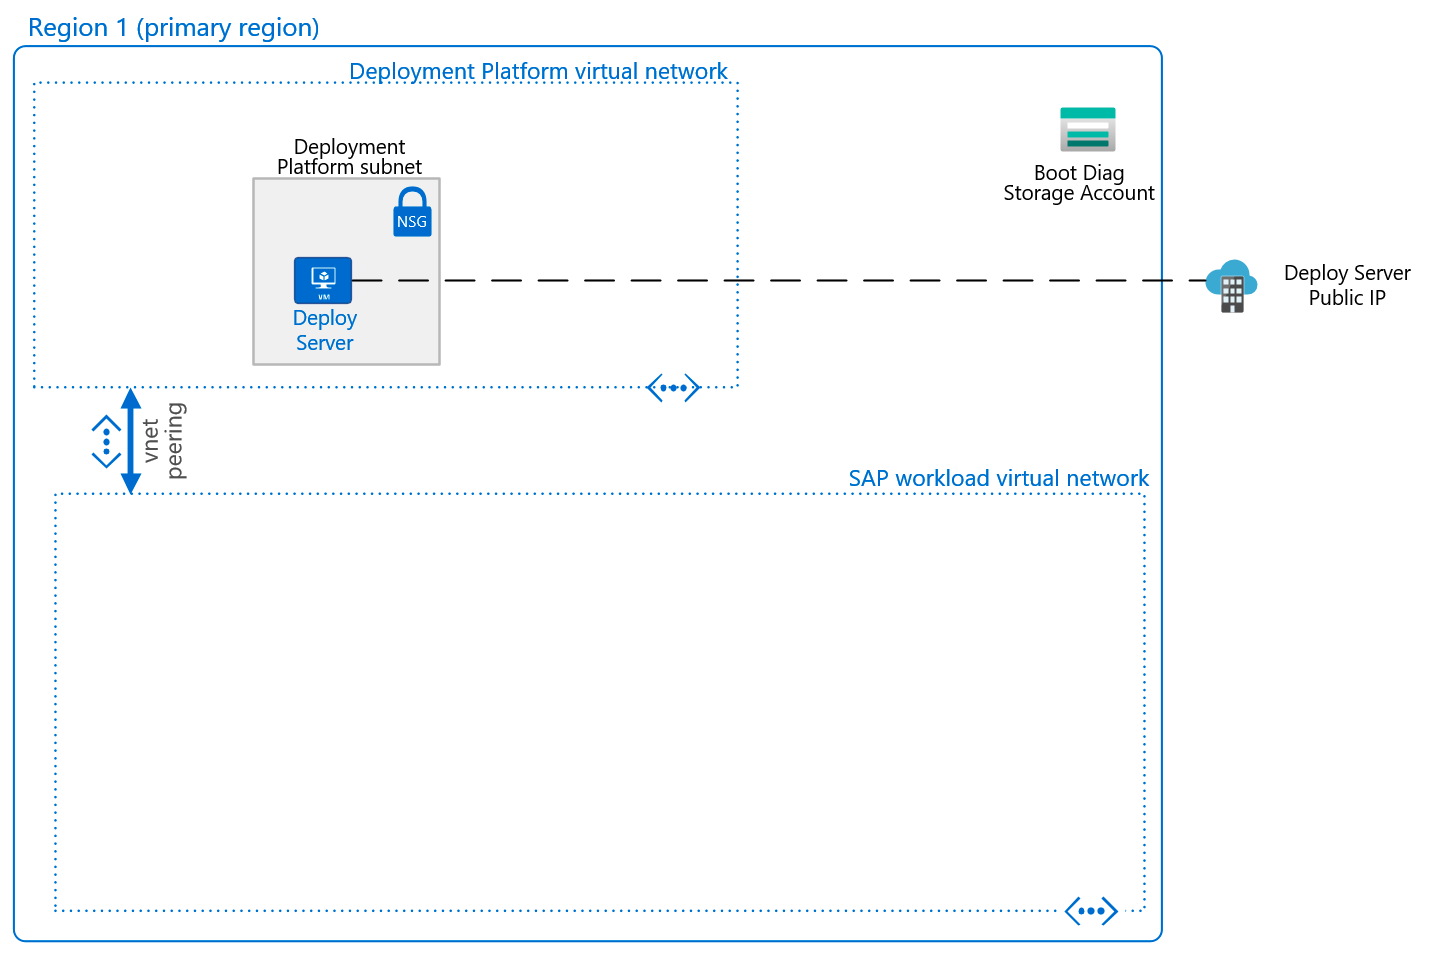 Region 1 (primary region)
Deployment Platform virtual network
Deployment
Platform subnet
NSG
VM
Deploy
Server
Boot Diag
Storage Account
Deploy Server
Public IP
vnet
peering
SAP workload virtual network